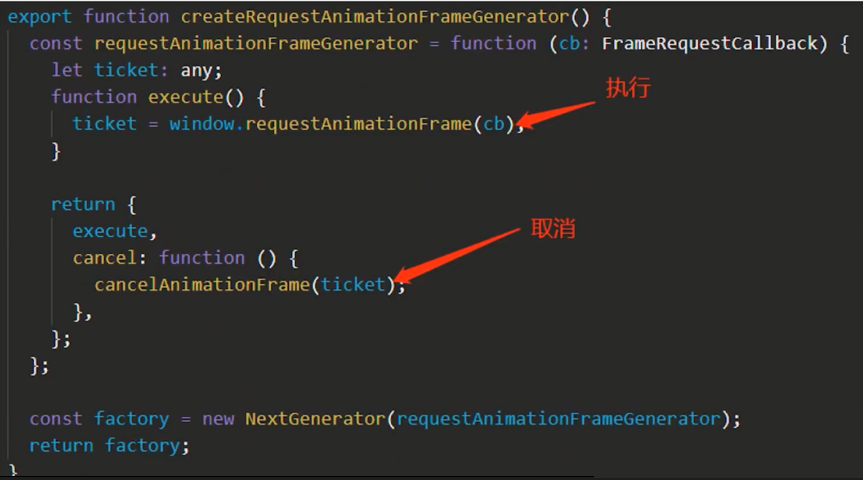 export function createRequestAnimationFrameGenerator() {
const requestAnimationFrameGenerator = function (cb: FrameRequestCallback) {
let ticket: any;
function execute() {
执行
ticket = window.requestAnimationFrame(cb);
}
return {
execute,
取消
cancel: function () {
cancelAnimationFrame(ticket);
},
};
};
const factory = new NextGenerator(requestAnimationFrameGenerator);
return factory;
}